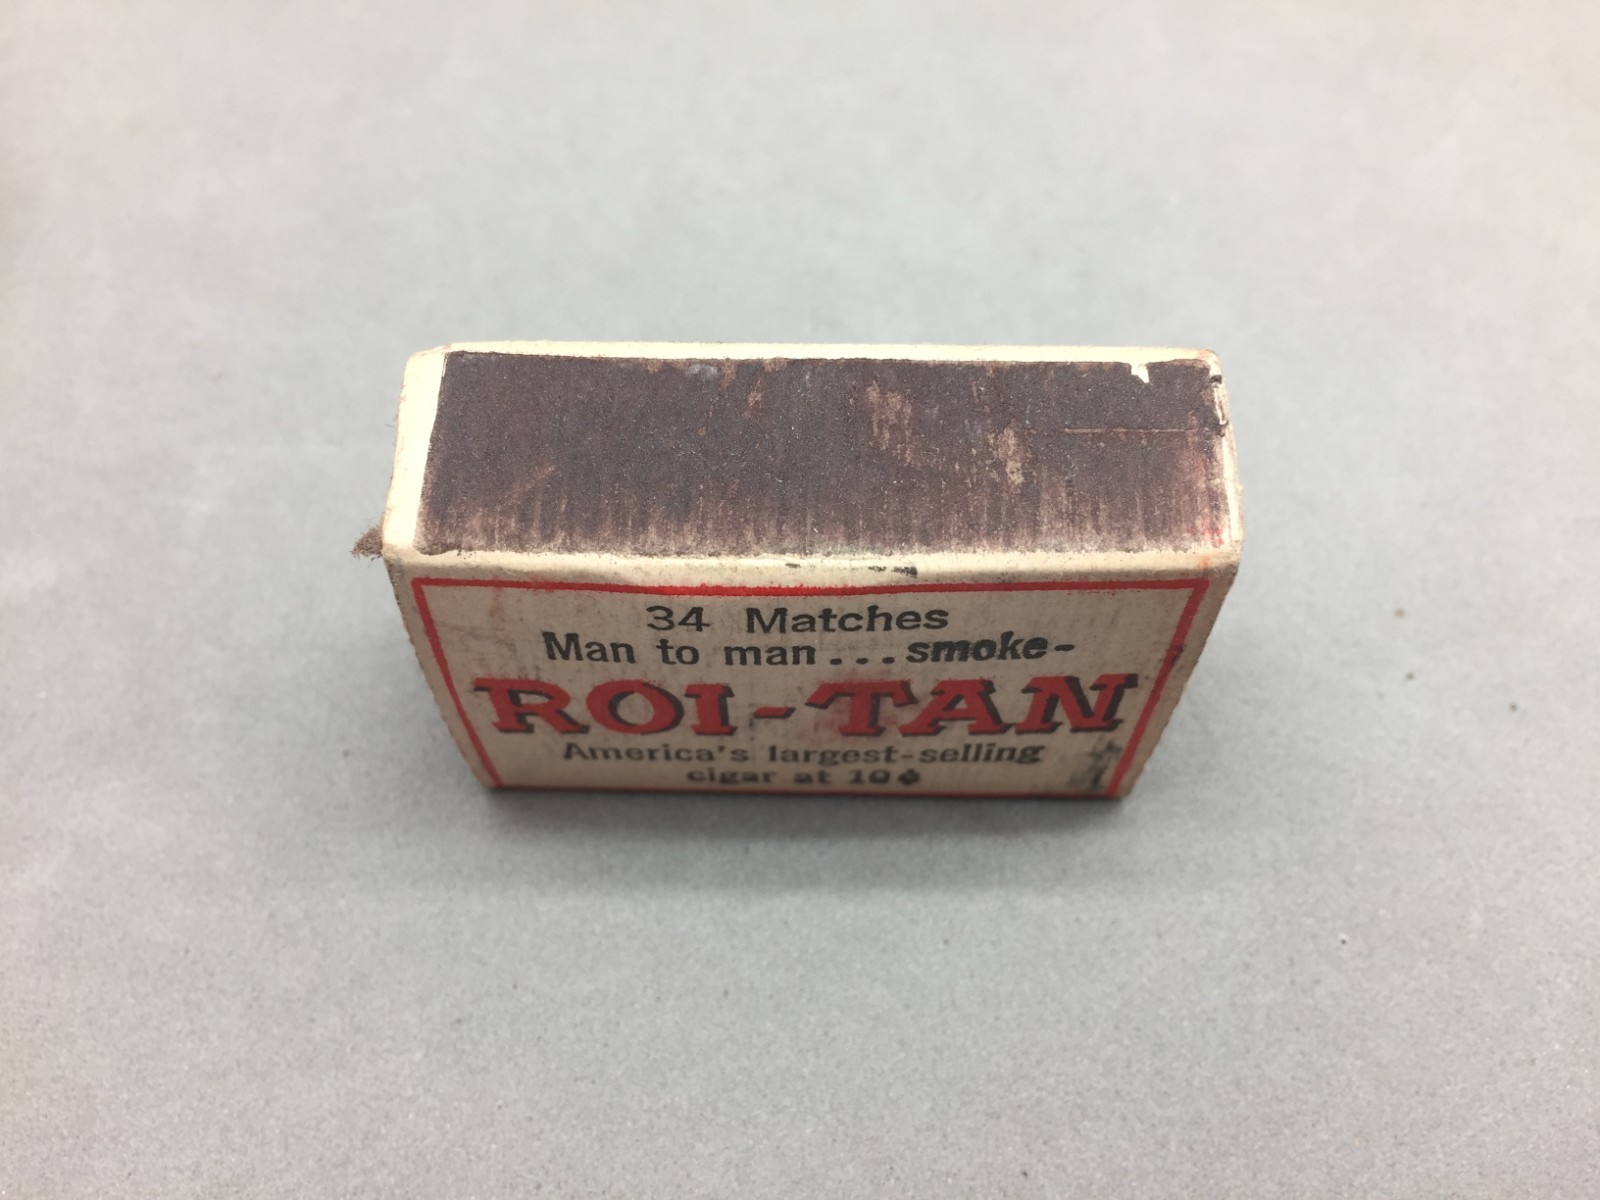 34 Matches
Man to man...smoke-
ROI-TAN
America's largest-selling
cigar at 10¢